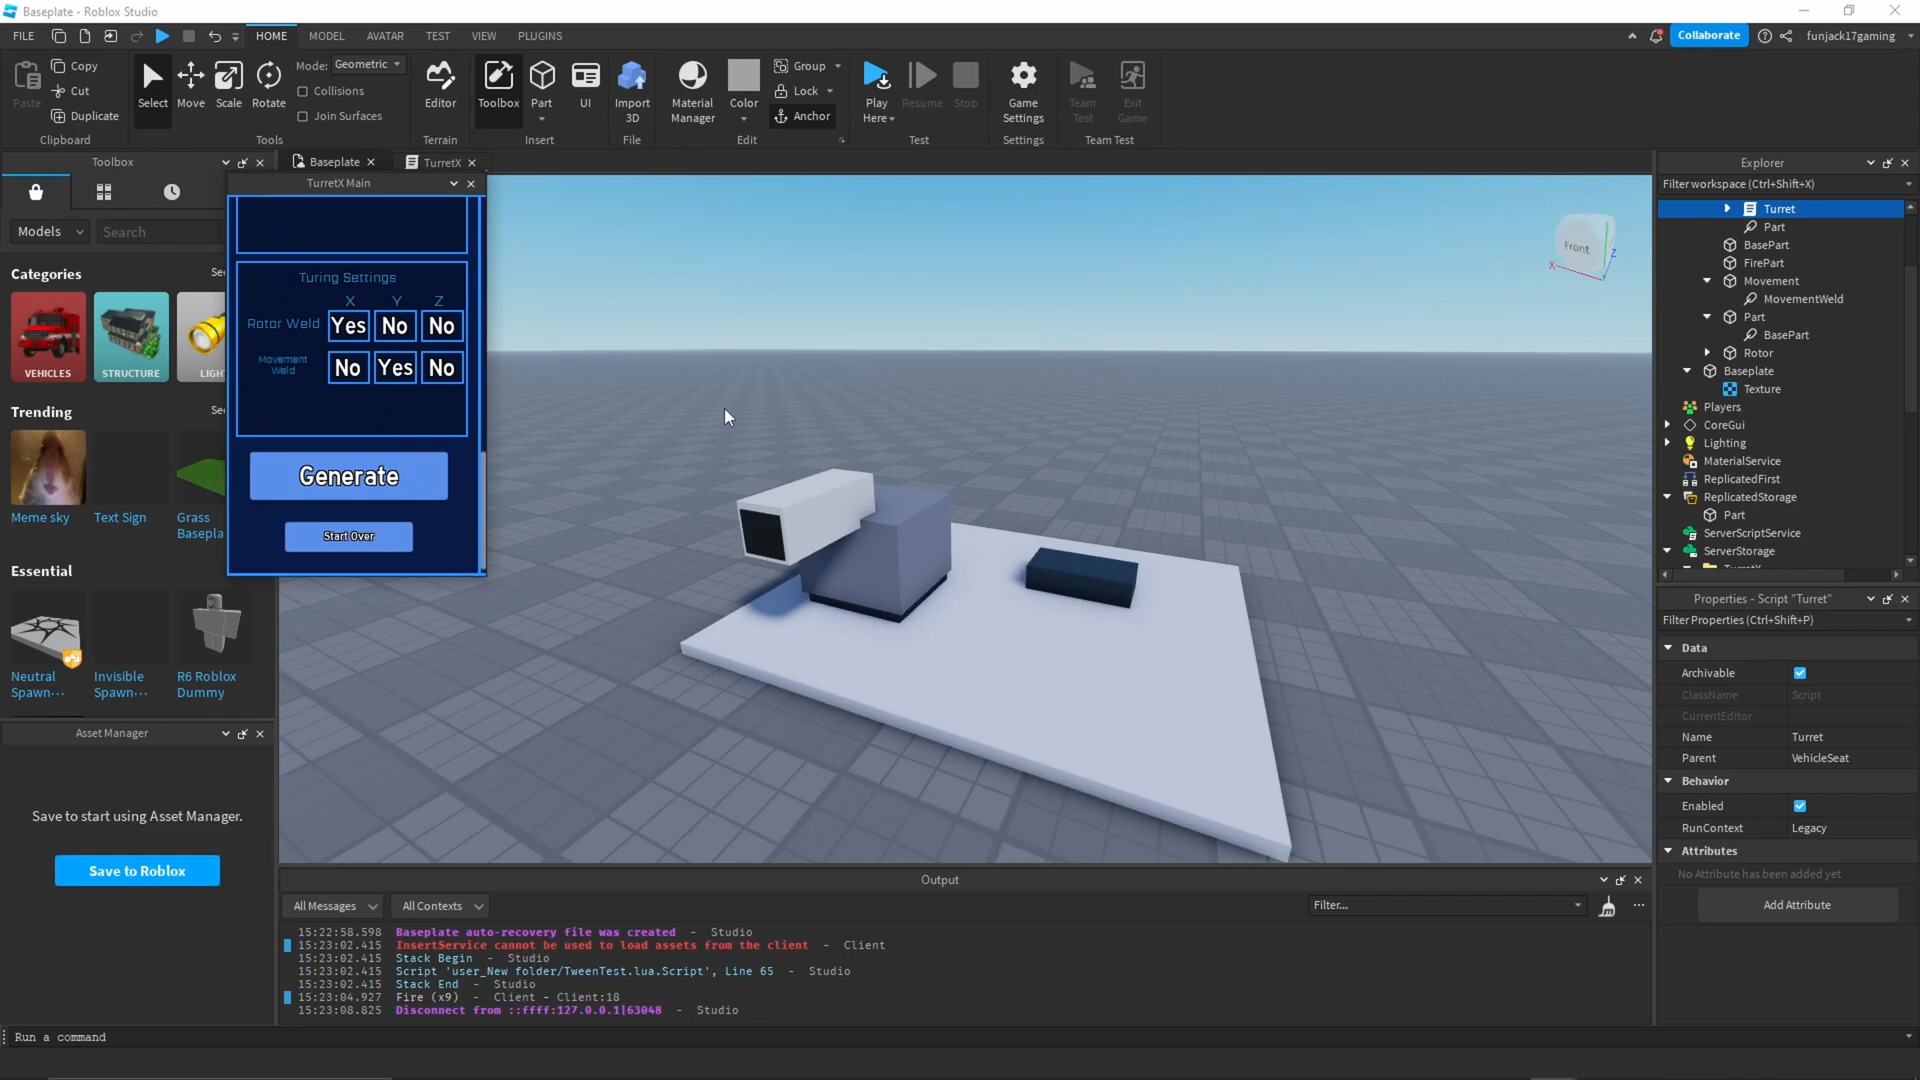 Baseplate - Roblox Studio
FILE
HOME
MODEL
AVATAR
TEST
VIEW
PLUGINS
Collaborate
funjack17gaming
Paste
Copy
Cut
Duplicate
Clipboard
Select
Move
Scale
Rotate
Mode: Geometric
Collisions
Join Surfaces
Tools
Editor
Terrain
Toolbox
Part
UI
Insert
Import
3D
File
Material
Manager
Color
Group
Lock
Anchor
Edit
Play
Here
Resume
Stop
Test
Game
Settings
Settings
Team
Test
Exit
Game
Team Test
Toolbox
Baseplate
TurretX
Explorer
Models
Search
Categories
See
VEHICLES
STRUCTURE
LIGH
Trending
See
Meme sky
Text Sign
Grass
Basepla
Essential
Neutral
Spawn...
Invisible
Spawn...
R6 Roblox
Dummy
Asset Manager
Save to start using Asset Manager.
Save to Roblox
TurretX Main
Turing Settings
X Y Z
Rotor Weld Yes No No
Movement
Weld
No Yes No
Generate
Start Over
Front
X
Z
Filter workspace (Ctrl+Shift+X)
Turret
Part
BasePart
FirePart
Movement
MovementWeld
Part
BasePart
Rotor
Baseplate
Texture
Players
CoreGui
Lighting
MaterialService
ReplicatedFirst
ReplicatedStorage
Part
ServerScriptService
ServerStorage
Properties - Script "Turret"
Filter Properties (Ctrl+Shift+P)
Data
Archivable
ClassName Script
CurrentEditor
Name Turret
Parent VehicleSeat
Behavior
Enabled
RunContext Legacy
Attributes
No Attribute has been added yet
Add Attribute
Output
All Messages
All Contexts
Filter...
15:22:58.598 Baseplate auto-recovery file was created - Studio
15:23:02.415 InsertService cannot be used to load assets from the client - Client
15:23:02.415 Stack Begin - Studio
15:23:02.415 Script 'user_New folder/TweenTest.lua.Script', Line 65 - Studio
15:23:02.415 Stack End - Studio
15:23:04.927 Fire (x9) - Client - Client:18
15:23:08.825 Disconnect from ::ffff:127.0.0.1|63048 - Studio
Run a command